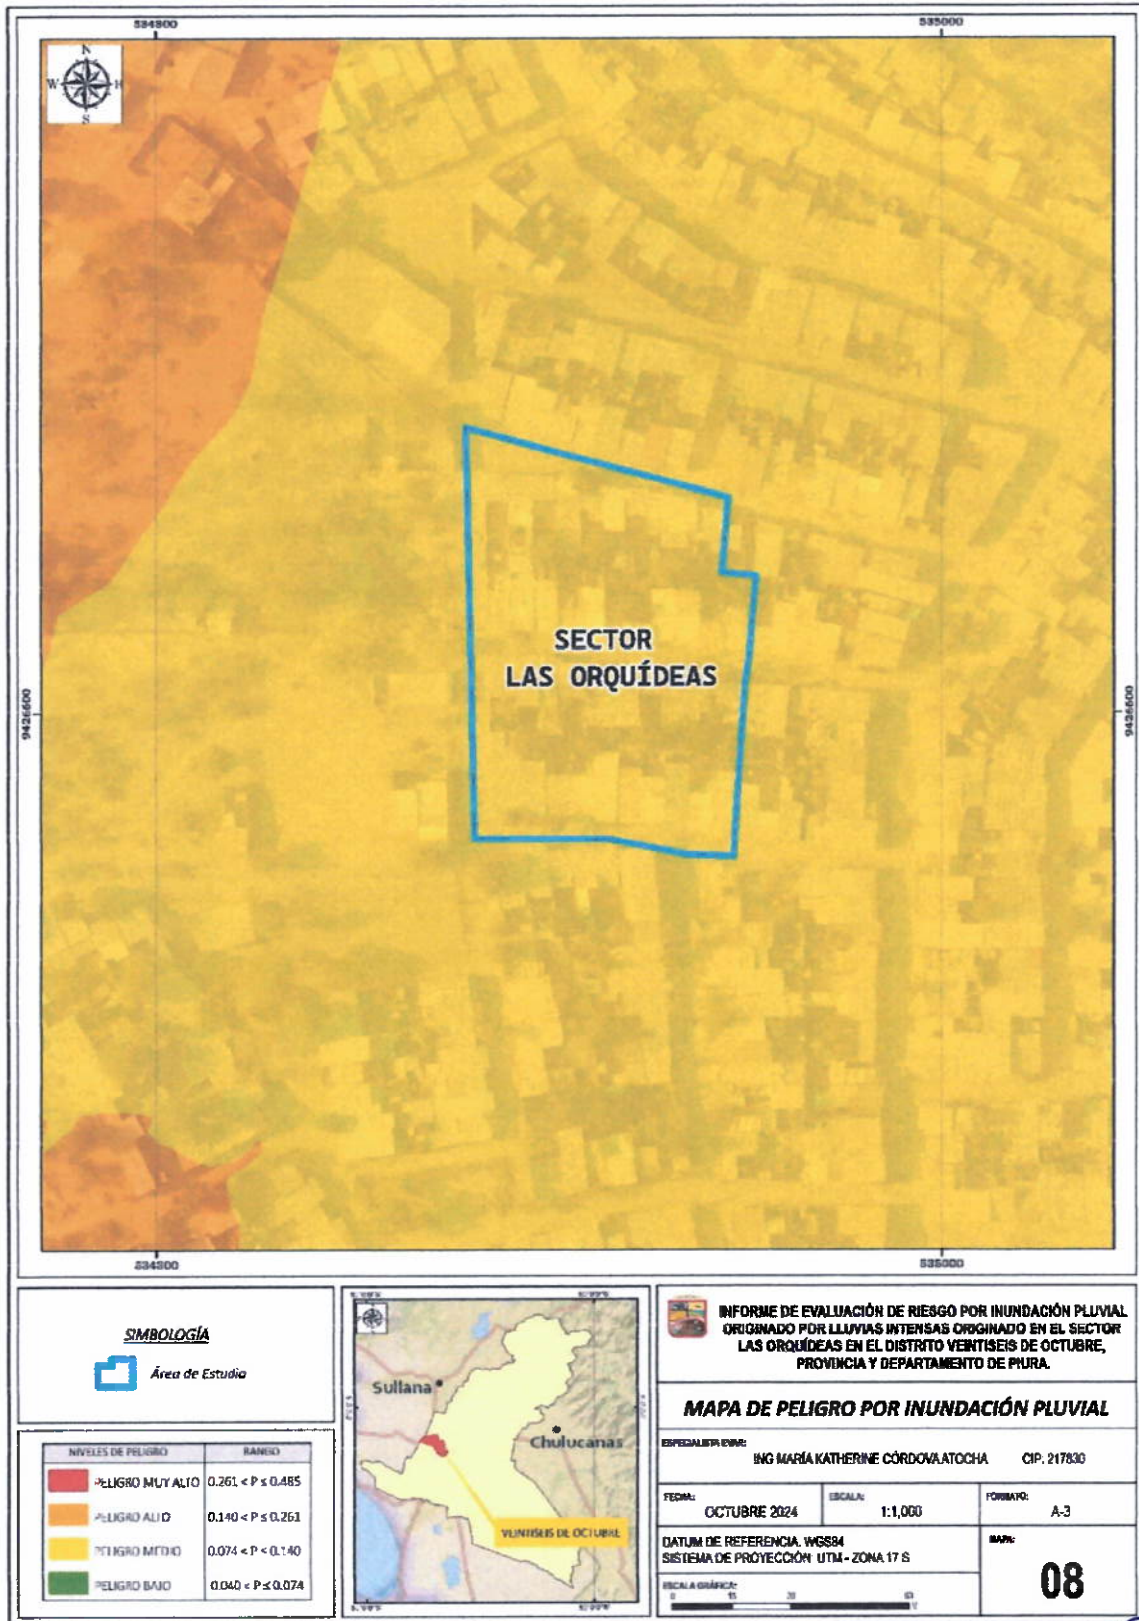 534800
535000
N
W
E
S
SECTOR
LAS ORQUÍDEAS
9426600
9426600
534800
535000
SIMBOLOGÍA
Área de Estudio
NIVELES DE PELIGRO
RANGO
PELIGRO MUY ALTO
0.261 < P ≤ 0.485
PELIGRO ALTO
0.140 < P ≤ 0.261
PELIGRO MEDIO
0.074 < P < 0.140
PELIGRO BAJO
0.040 < P ≤ 0.074
Sullana
Chulucanas
VEINTISEIS DE OCTUBRE
INFORME DE EVALUACIÓN DE RIESGO POR INUNDACIÓN PLUVIAL
ORIGINADO POR LLUVIAS INTENSAS ORIGINADO EN EL SECTOR
LAS ORQUÍDEAS EN EL DISTRITO VEINTISEIS DE OCTUBRE,
PROVINCIA Y DEPARTAMENTO DE PIURA.
MAPA DE PELIGRO POR INUNDACIÓN PLUVIAL
ESPECIALISTA EVAR:
ING MARÍA KATHERINE CÓRDOVA ATOCHA CIP: 217830
FECHA:
OCTUBRE 2024
ESCALA:
1:1,000
FORMATO:
A-3
DATUM DE REFERENCIA. WGS84
SISTEMA DE PROYECCIÓN UTM - ZONA 17 S
MAPA:
08
ESCALA GRÁFICA:
0 15